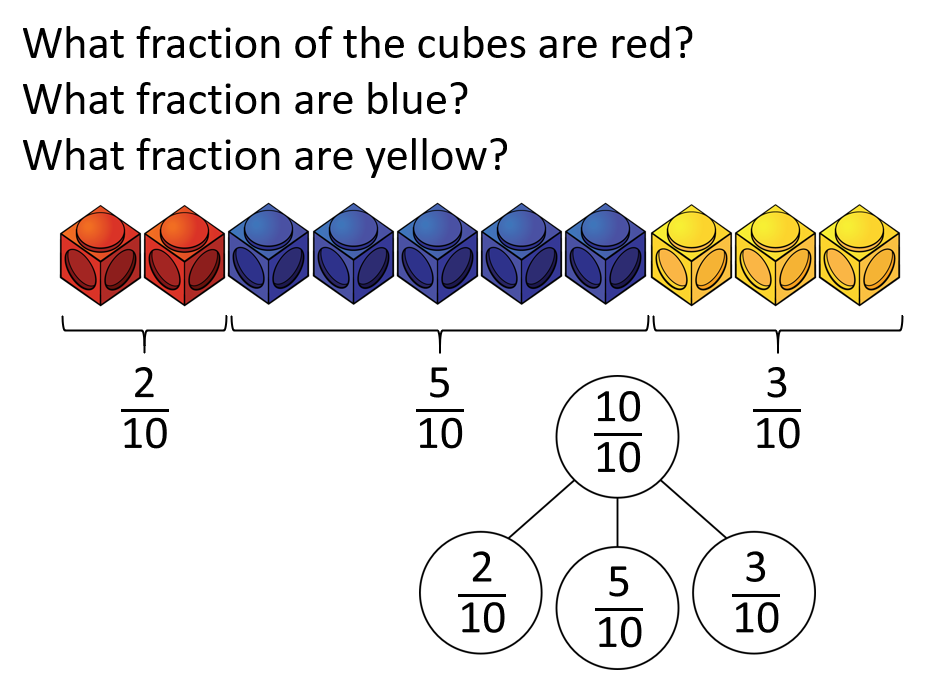 What fraction of the cubes are red?
What fraction are blue?
What fraction are yellow?
2/10 5/10 3/10
10/10
2/10 5/10 3/10